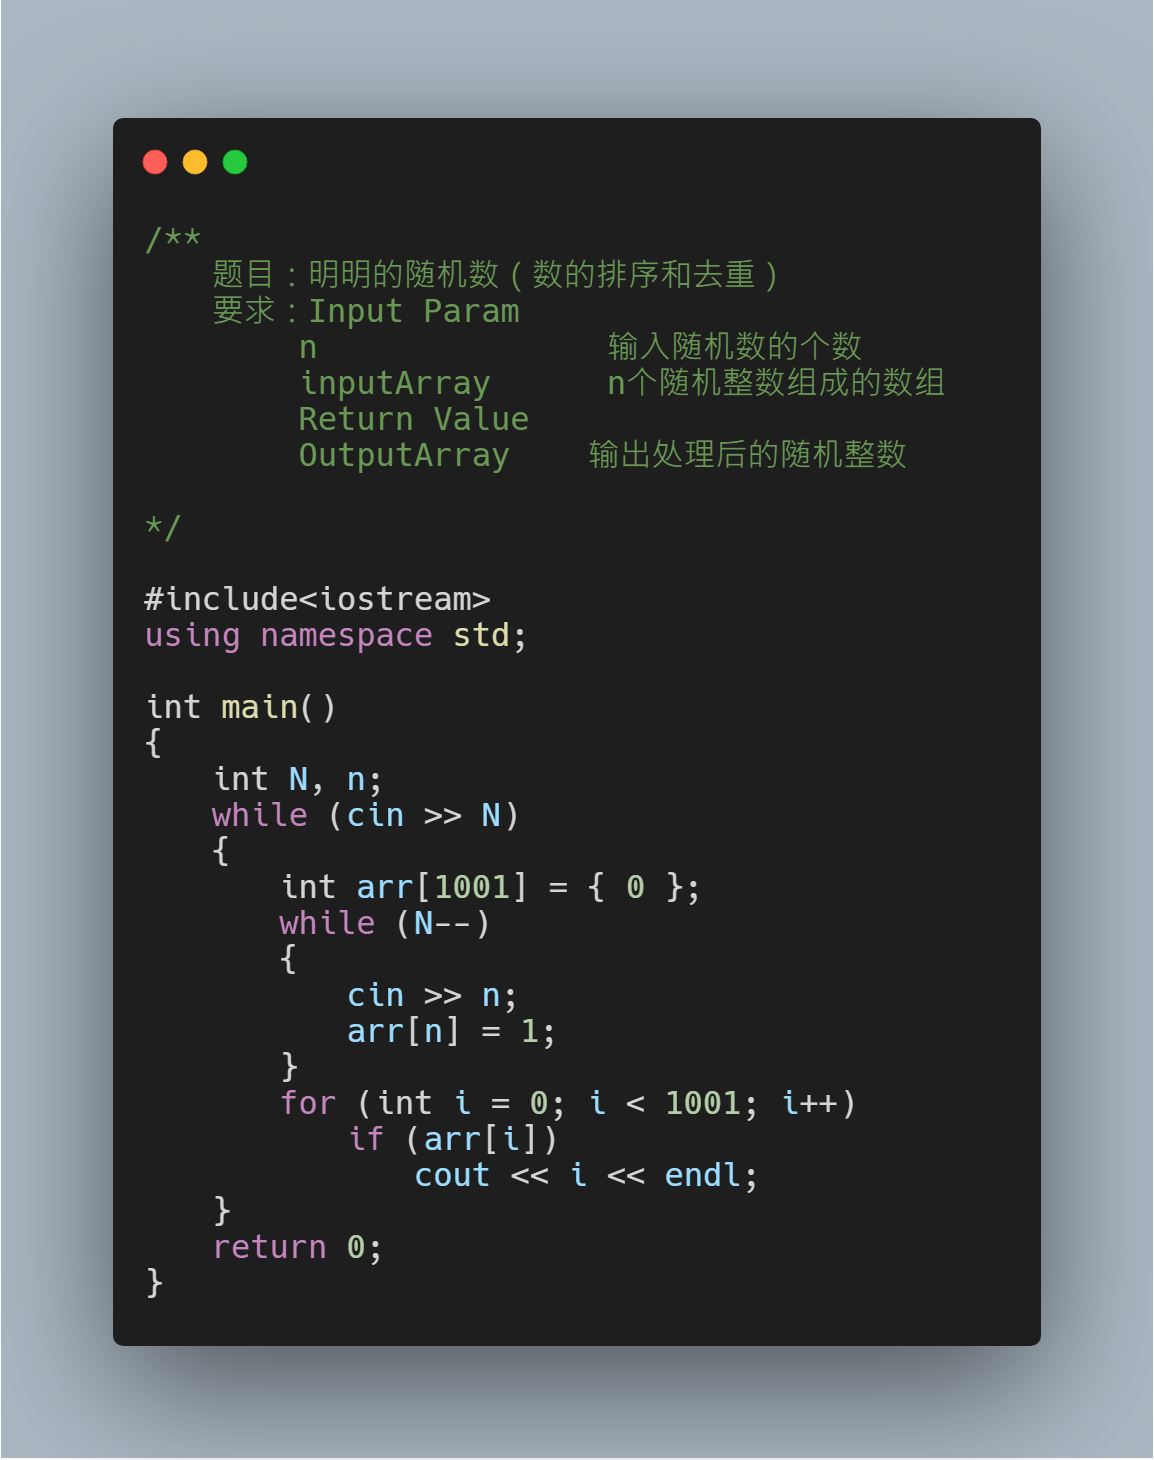 /**
    题目：明明的随机数（数的排序和去重）
    要求：Input Param
         n               输入随机数的个数
         inputArray      n个随机整数组成的数组
         Return Value
         OutputArray    输出处理后的随机整数
*/
#include<iostream>
using namespace std;
int main()
{
    int N, n;
    while (cin >> N)
    {
        int arr[1001] = { 0 };
        while (N--)
        {
            cin >> n;
            arr[n] = 1;
        }
        for (int i = 0; i < 1001; i++)
            if (arr[i])
                cout << i << endl;
    }
    return 0;
}